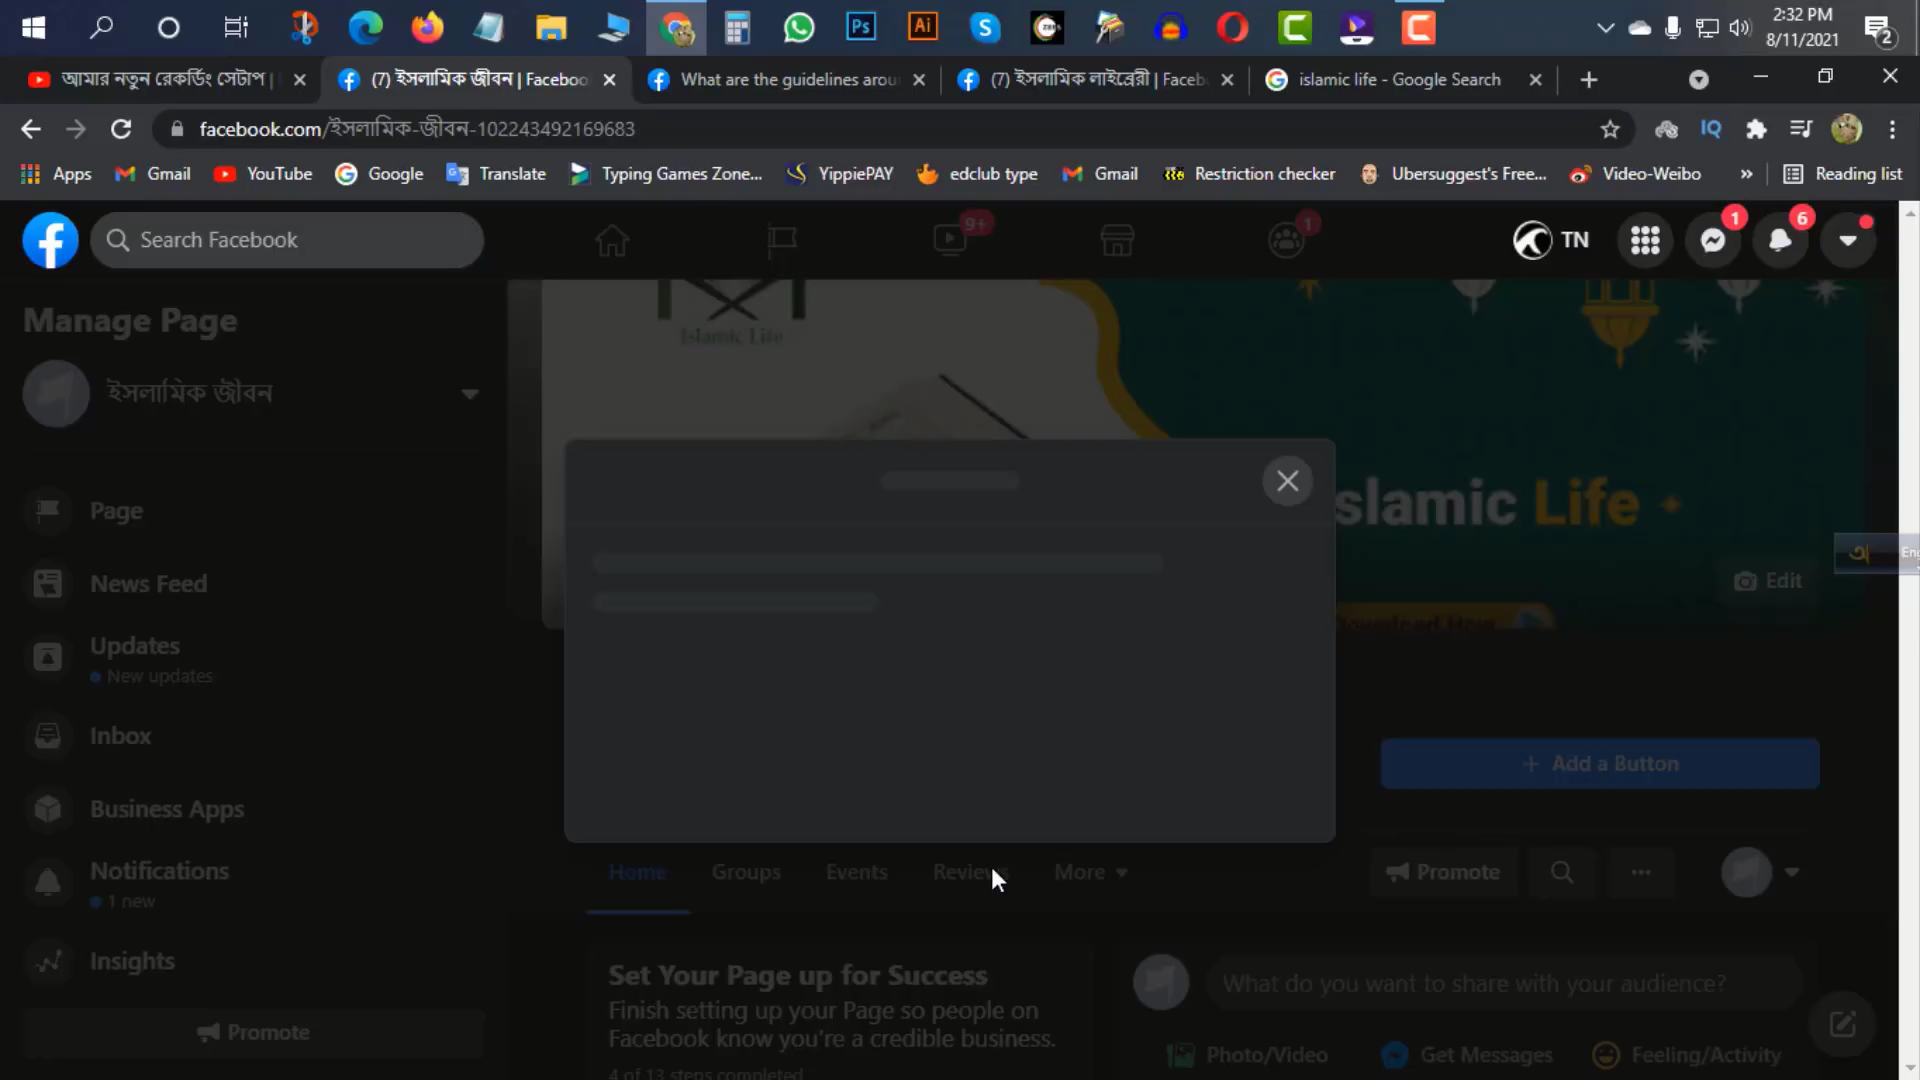 2:32 PM
8/11/2021
2
আমার নতুন রেকর্ডিং সেটাপ |
(7) ইসলামিক জীবন | Faceboo
What are the guidelines arou
(7) ইসলামিক লাইব্রেরী | Faceb
islamic life - Google Search
facebook.com/ইসলামিক-জীবন-102243492169683
IQ
Apps
Gmail
YouTube
Google
Translate
Typing Games Zone...
YippiePAY
edclub type
Gmail
Restriction checker
Ubersuggest's Free...
Video-Weibo
»
Reading list
Search Facebook
9+
1
TN
1
6
Manage Page
ইসলামিক জীবন
Page
News Feed
Updates
New updates
Inbox
Business Apps
Notifications
1 new
Insights
Promote
Islamic Life
slamic Life
Edit
Download Now
অ Eng
+ Add a Button
Home
Groups
Events
Reviews
More
Promote
Set Your Page up for Success
Finish setting up your Page so people on
Facebook know you're a credible business.
4 of 13 steps completed
What do you want to share with your audience?
Photo/Video
Get Messages
Feeling/Activity